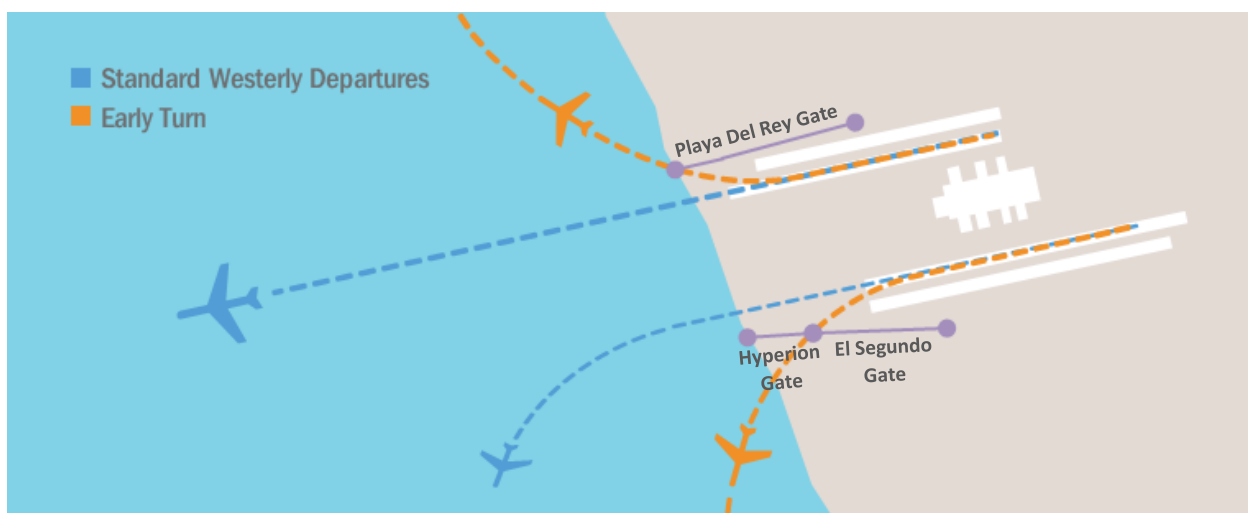 Standard Westerly Departures
Early Turn
Playa Del Rey Gate
Hyperion
Gate
El Segundo
Gate